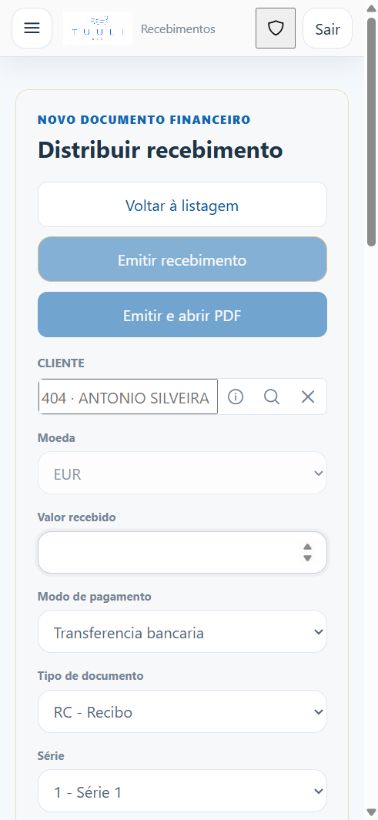 TUULI
Recebimentos
Sair
NOVO DOCUMENTO FINANCEIRO
Distribuir recebimento
Voltar à listagem
Emitir recebimento
Emitir e abrir PDF
CLIENTE
404 · ANTONIO SILVEIRA
Moeda
EUR
Valor recebido
Modo de pagamento
Transferencia bancaria
Tipo de documento
RC - Recibo
Série
1 - Série 1